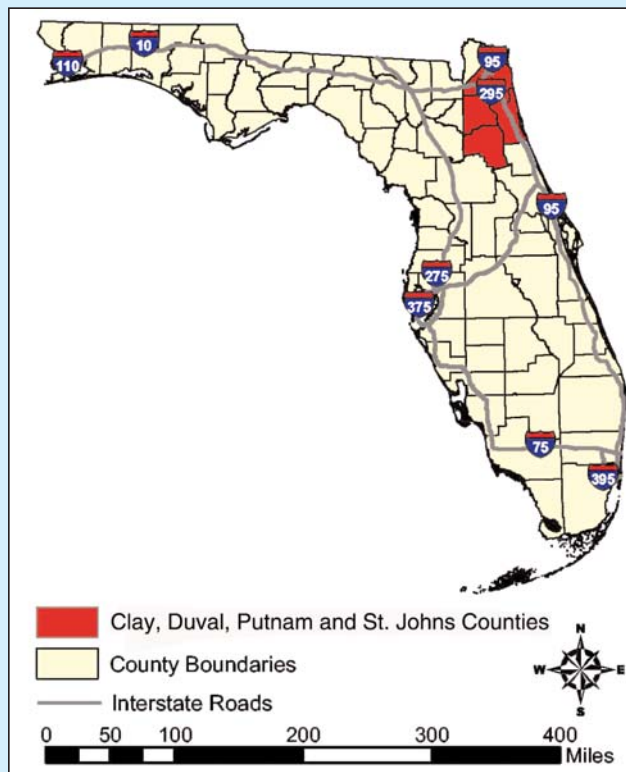 10
110
95
295
95
275
375
75
395
Clay, Duval, Putnam and St. Johns Counties
County Boundaries
Interstate Roads
N
W E
S
0 50 100 200 300 400
Miles